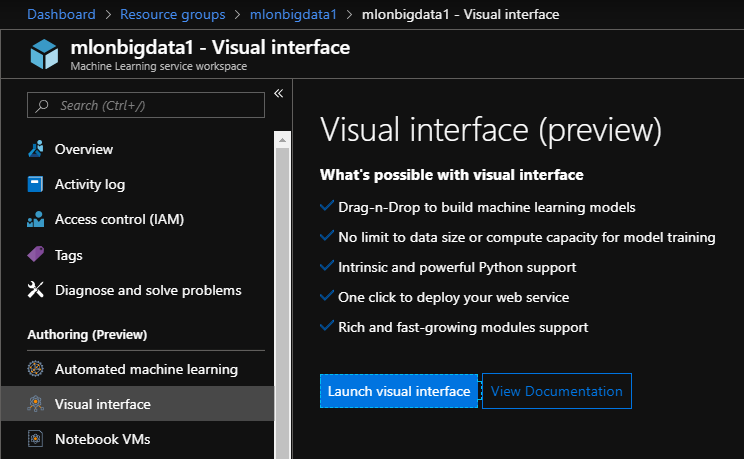 Dashboard > Resource groups > mlonbigdata1 > mlonbigdata1 - Visual interface
mlonbigdata1 - Visual interface
Machine Learning service workspace
Search (Ctrl+/)
Overview
Activity log
Access control (IAM)
Tags
Diagnose and solve problems
Authoring (Preview)
Automated machine learning
Visual interface
Notebook VMs
Visual interface (preview)
What's possible with visual interface
Drag-n-Drop to build machine learning models
No limit to data size or compute capacity for model training
Intrinsic and powerful Python support
One click to deploy your web service
Rich and fast-growing modules support
Launch visual interface View Documentation